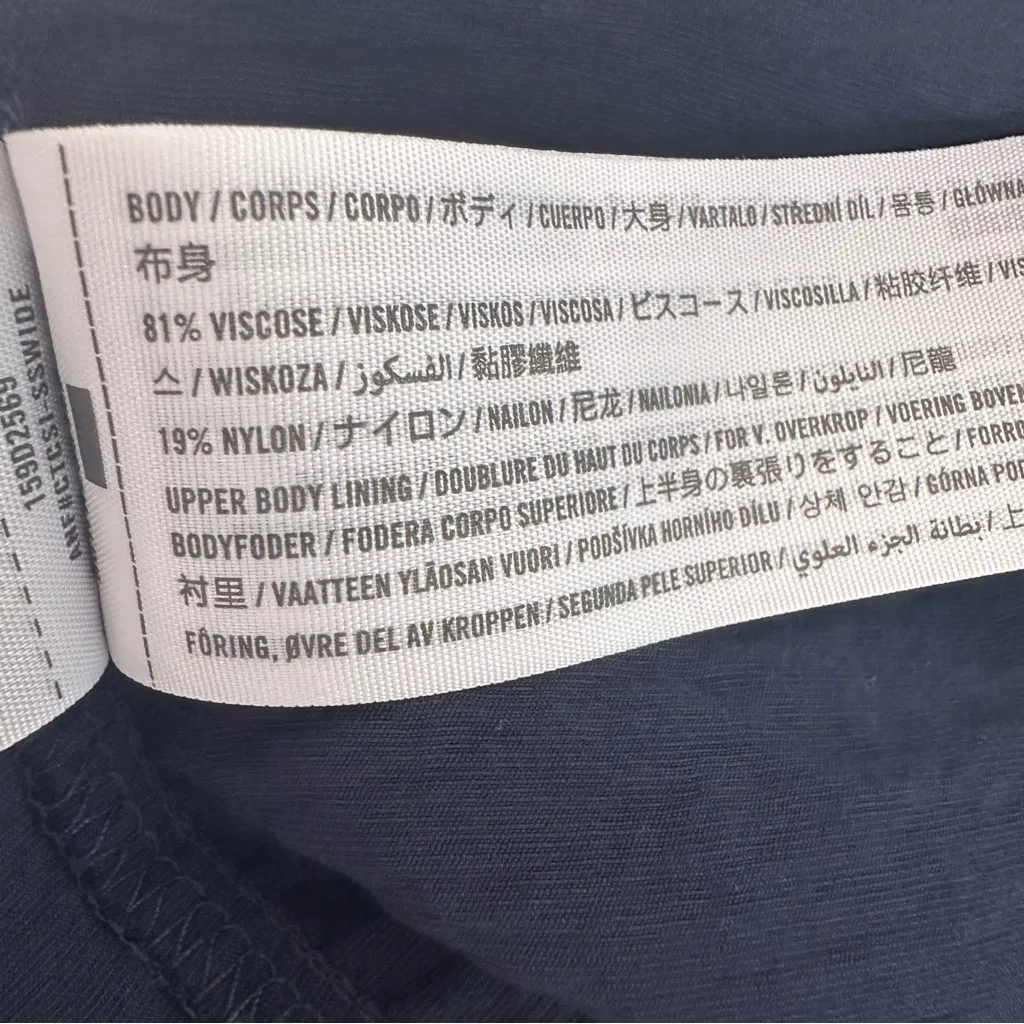 BODY / CORPS / CORPO / ボディ / CUERPO / 大身 / VARTALO / STŘEDNÍ DÍL / 몸통 / GŁÓWNA
布身
81% VISCOSE / VISKOSE / VISKOS / VISCOSA / ビスコース / VISCOSILLA / 粘胶纤维 / VIS
스 / WISKOZA / الفسكوز / 黏膠纖維
19% NYLON / ナイロン / NAILON / 尼龙 / NAILONIA / 나일론 / النايلون / 尼龍
UPPER BODY LINING / DOUBLURE DU HAUT DU CORPS / FOR V. OVERKROP / VOERING BOVEN
BODYFODER / FODERA CORPO SUPERIORE / 上半身の裏張りをすること / FORRO
衬里 / VAATTEEN YLÄOSAN VUORI / PODŠÍVKA HORNÍHO DÍLU / 상체 안감 / GÓRNA POD
FÔRING, ØVRE DEL AV KROPPEN / SEGUNDA PELE SUPERIOR / بطانة الجزء العلوي / 上
159D2569
ANFHCTCST.SSWIDE